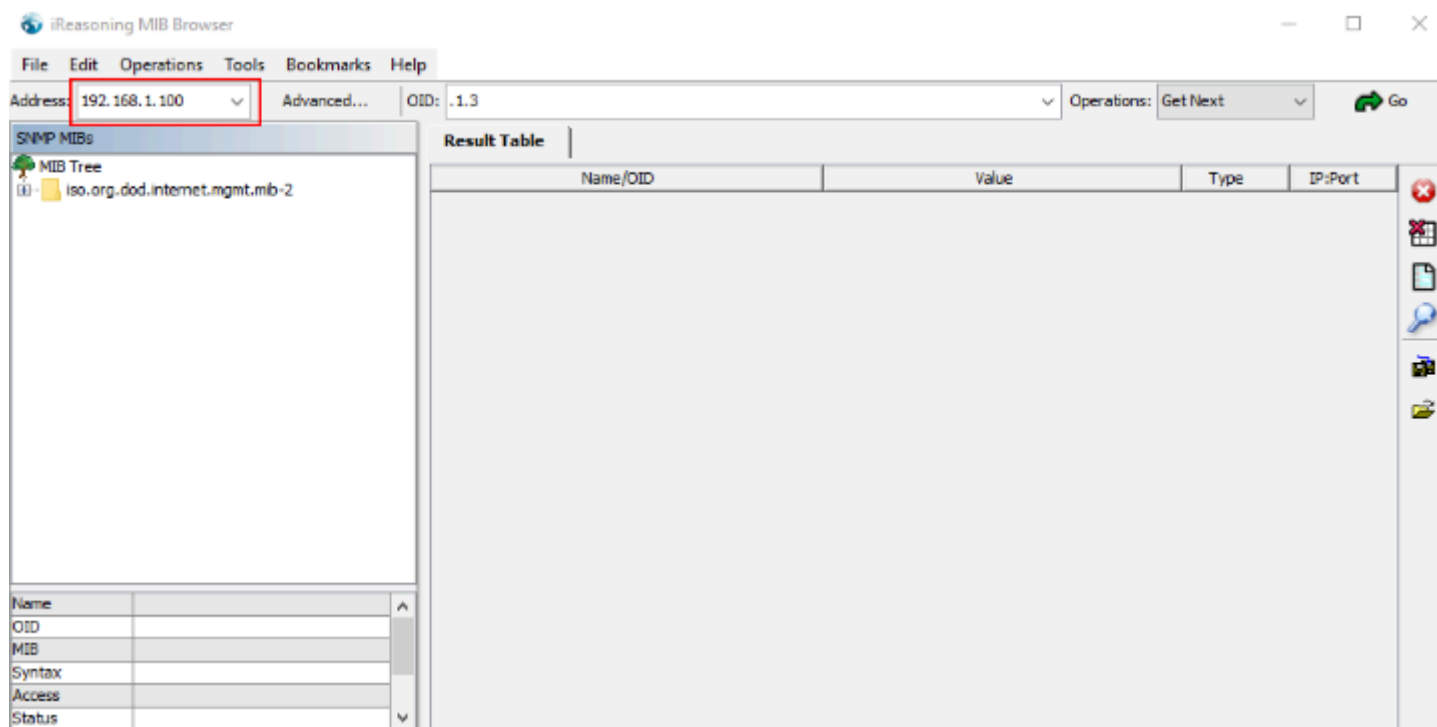 iReasoning MIB Browser
File Edit Operations Tools Bookmarks Help
Address: 192.168.1.100 Advanced... OID: .1.3 Operations: Get Next Go
SNMP MIBs
MIB Tree
iso.org.dod.internet.mgmt.mib-2
Result Table
Name/OID Value Type IP:Port
Name
OID
MIB
Syntax
Access
Status